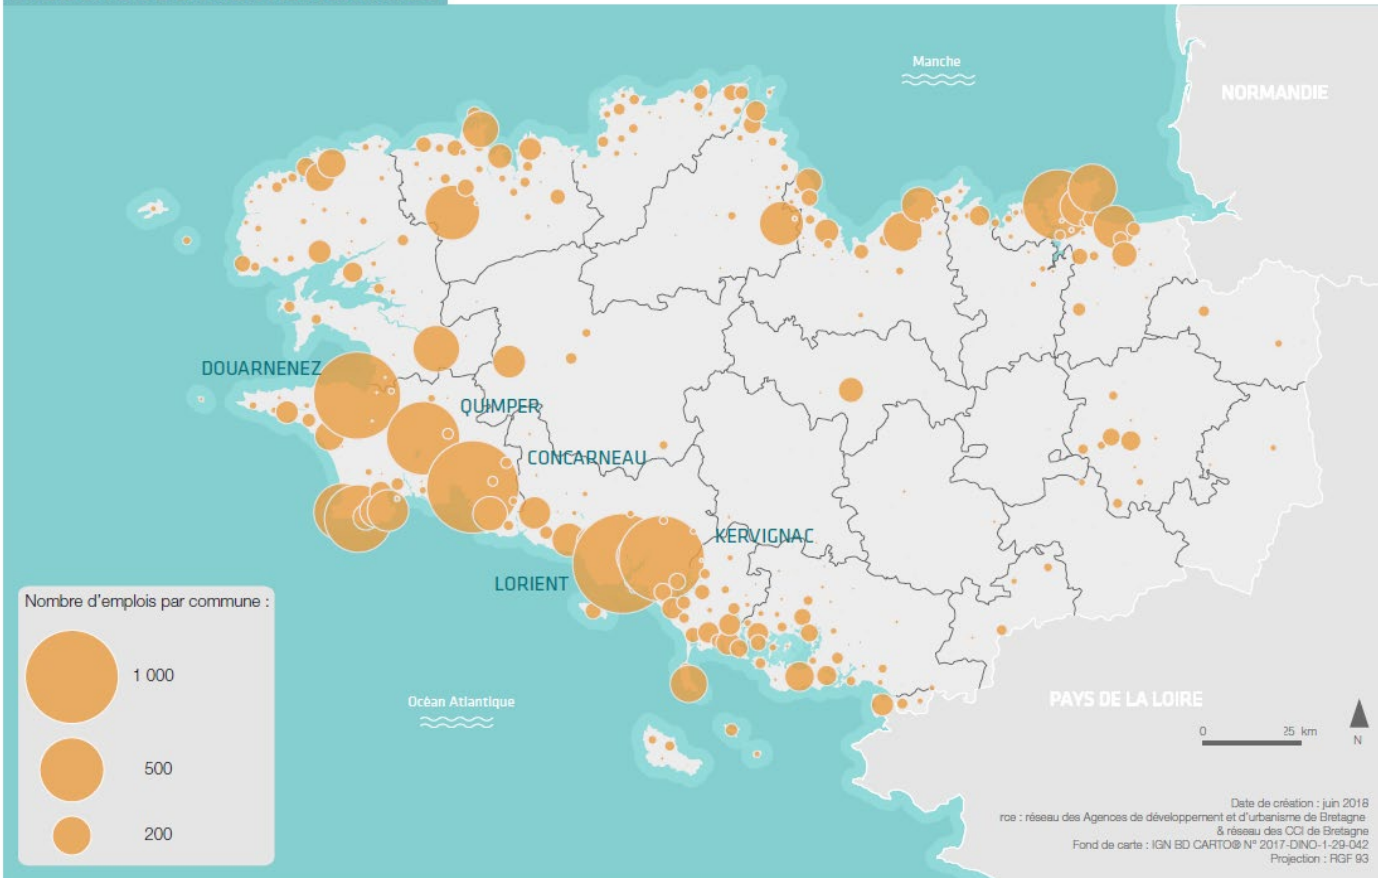 Manche
NORMANDIE
DOUARNENEZ
QUIMPER
CONCARNEAU
KERVIGNAC
LORIENT
Nombre d'emplois par commune :
1 000
500
200
Océan Atlantique
PAYS DE LA LOIRE
0 25 km
N
Date de création : juin 2018
rce : réseau des Agences de développement et d'urbanisme de Bretagne
& réseau des CCI de Bretagne
Fond de carte : IGN BD CARTO® N° 2017-DINO-1-29-042
Projection : RGF 93